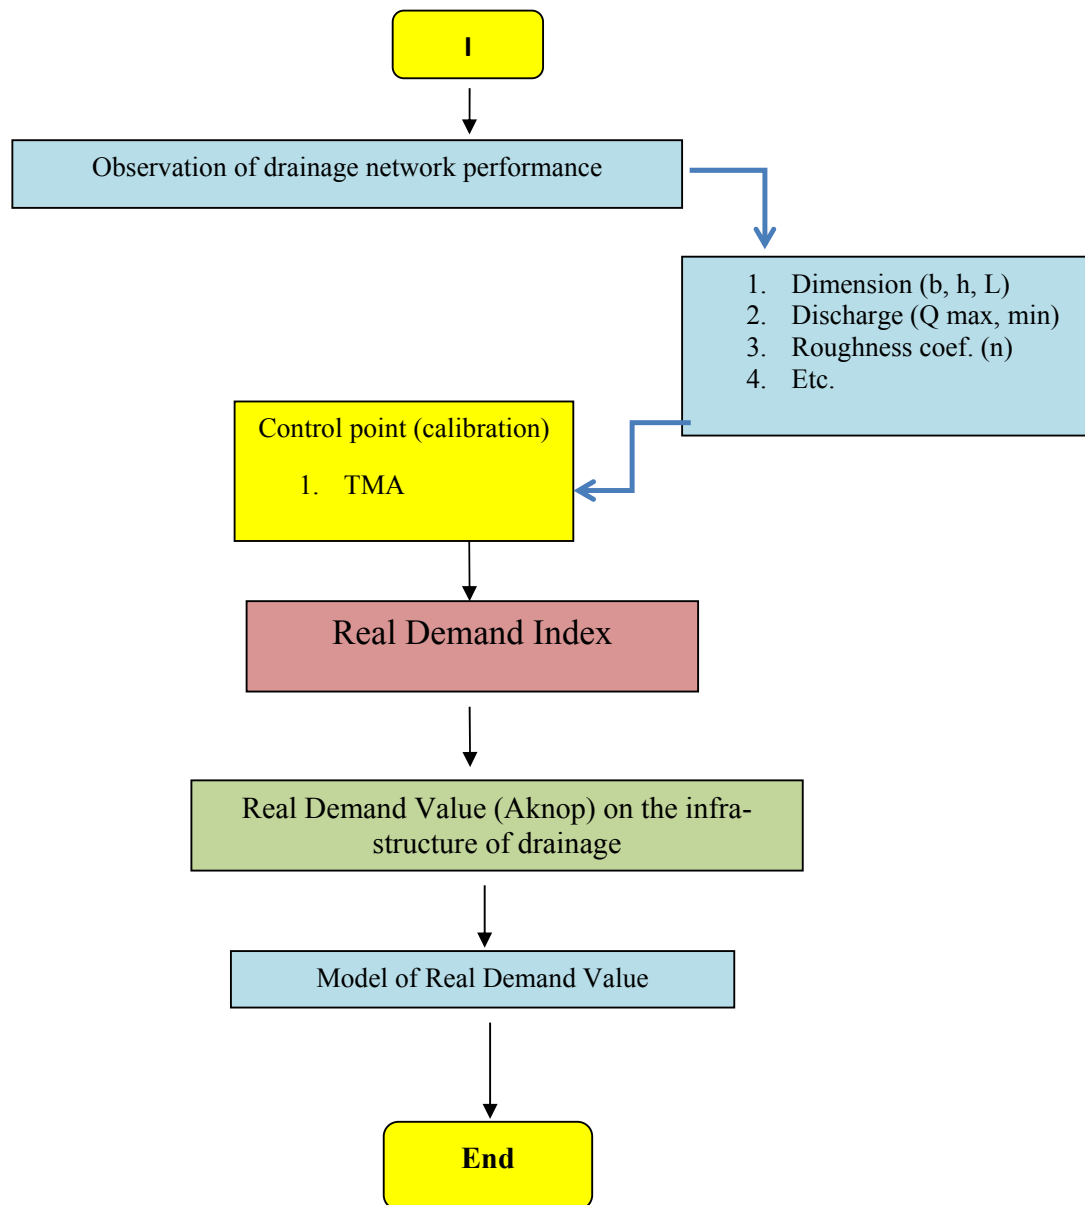 I
Observation of drainage network performance
1. Dimension (b, h, L)
2. Discharge (Q max, min)
3. Roughness coef. (n)
4. Etc.
Control point (calibration)
1. TMA
Real Demand Index
Real Demand Value (Aknop) on the infra-
structure of drainage
Model of Real Demand Value
End